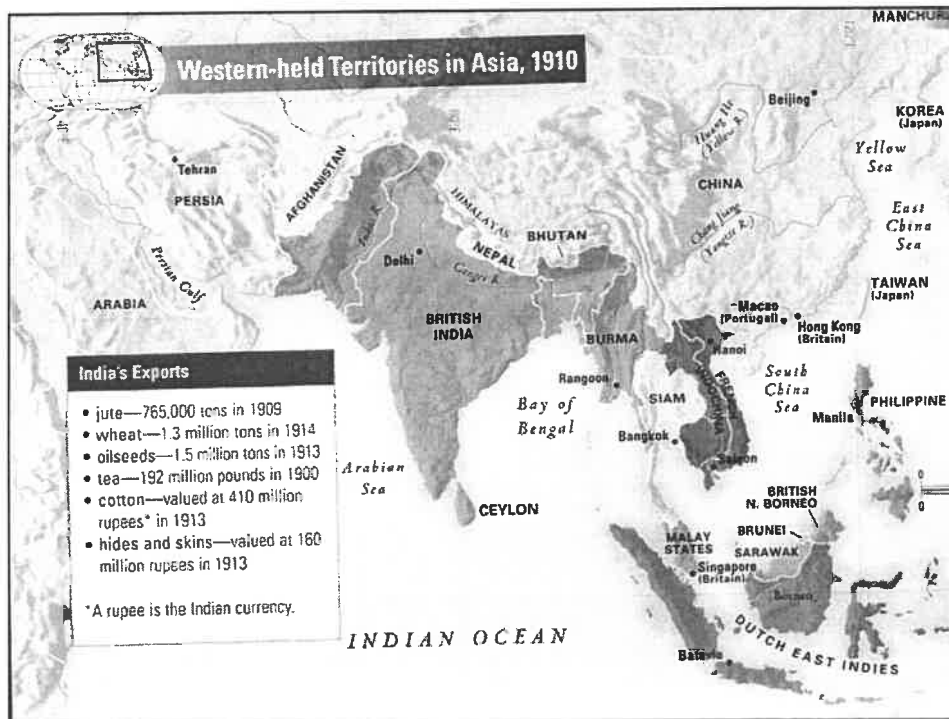 Western-held Territories in Asia, 1910
MANCHURI
Beijing
KOREA
(Japan)
Huang He
(Yellow R.)
Yellow
Sea
Tehran
PERSIA
AFGHANISTAN
CHINA
Indus R.
HIMALAYAS
Chang Jiang
(Yangtze R.)
East
China
Sea
BHUTAN
NEPAL
Delhi
Ganges R.
Persian Gulf
TAIWAN
(Japan)
ARABIA
BRITISH
INDIA
Macao
(Portugal)
Hong Kong
(Britain)
BURMA
Hanoi
India's Exports
• jute—765,000 tons in 1909
• wheat—1.3 million tons in 1914
• oilseeds—1.5 million tons in 1913
• tea—192 million pounds in 1900
• cotton—valued at 410 million
rupees* in 1913
• hides and skins—valued at 160
million rupees in 1913
*A rupee is the Indian currency.
Rangoon
SIAM
FRENCH
INDOCHINA
South
China
Sea
PHILIPPINE
Manila
Bay of
Bengal
Bangkok
Saigon
Arabian
Sea
CEYLON
BRITISH
N. BORNEO
BRUNEI
MALAY
STATES
SARAWAK
Singapore
(Britain)
Borneo
INDIAN OCEAN
DUTCH EAST INDIES
Batavia
0